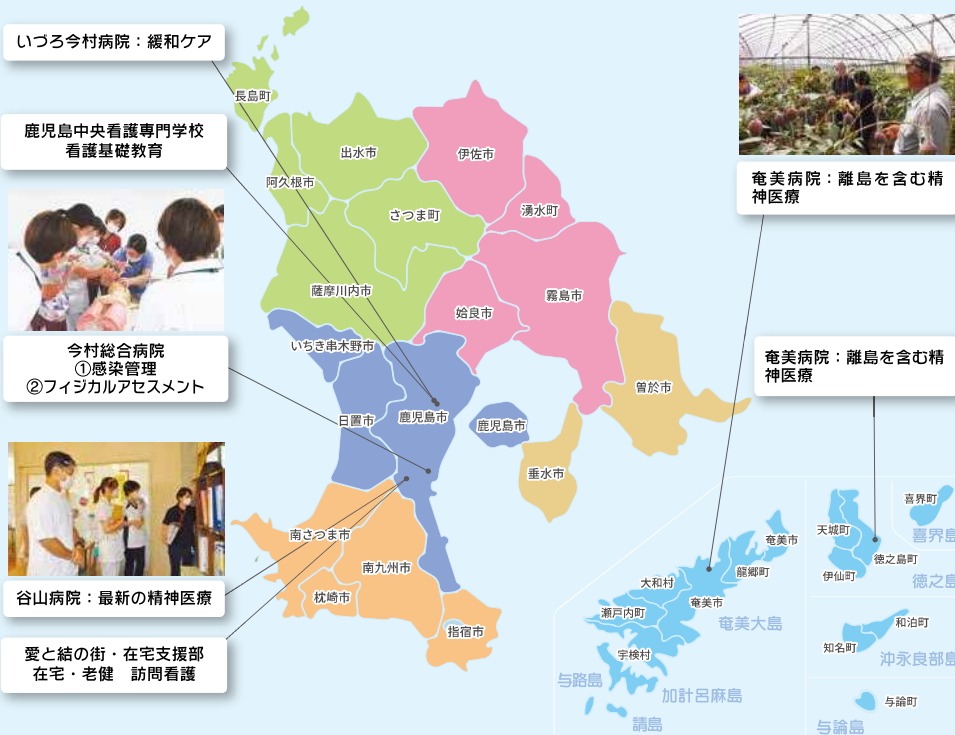 いづろ今村病院：緩和ケア
鹿児島中央看護専門学校
看護基礎教育
今村総合病院
①感染管理
②フィジカルアセスメント
谷山病院：最新の精神医療
愛と結の街・在宅支援部
在宅・老健　訪問看護
奄美病院：離島を含む精
神医療
奄美病院：離島を含む精
神医療
長島町
出水市
阿久根市
伊佐市
さつま町
湧水町
薩摩川内市
姶良市
霧島市
いちき串木野市
日置市
鹿児島市
鹿児島市
曽於市
垂水市
南さつま市
南九州市
枕崎市
指宿市
奄美市
龍郷町
大和村
奄美市
瀬戸内町
宇検村
奄美大島
与路島
加計呂麻島
請島
天城町
徳之島町
伊仙町
徳之島
喜界町
喜界島
和泊町
知名町
沖永良部島
与論町
与論島